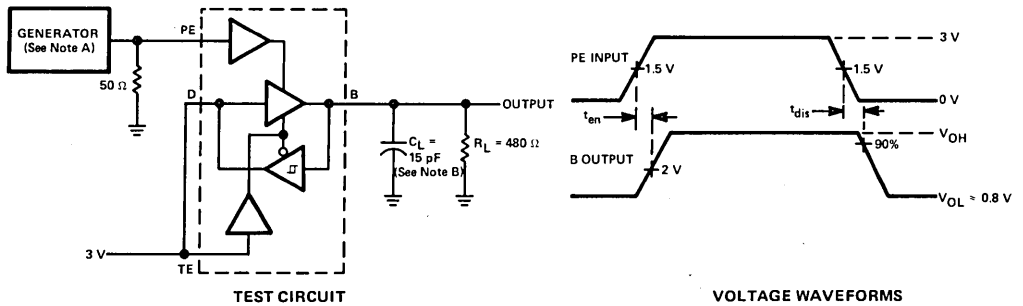 GENERATOR
(See Note A)
PE
50 Ω
D
B
OUTPUT
C_L =
15 pF
(See Note B)
R_L = 480 Ω
3 V
TE
TEST CIRCUIT
PE INPUT
1.5 V
1.5 V
3 V
0 V
t_en
t_dis
B OUTPUT
2 V
V_OH
90%
V_OL ≈ 0.8 V
VOLTAGE WAVEFORMS